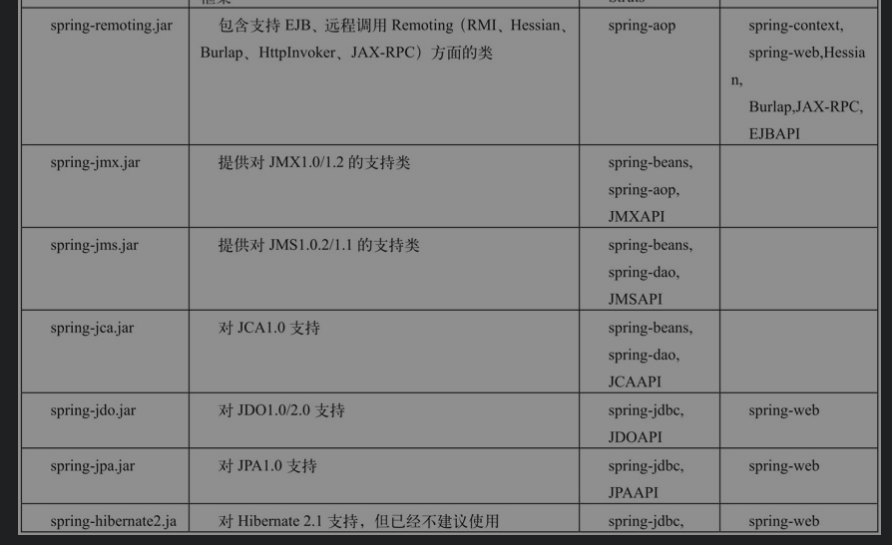 框架 Struts
spring-remoting.jar 包含支持 EJB、远程调用 Remoting（RMI、Hessian、 spring-aop spring-context,
Burlap、HttpInvoker、JAX-RPC）方面的类 spring-web,Hessia
n,
Burlap,JAX-RPC,
EJBAPI
spring-jmx.jar 提供对 JMX1.0/1.2 的支持类 spring-beans,
spring-aop,
JMXAPI
spring-jms.jar 提供对 JMS1.0.2/1.1 的支持类 spring-beans,
spring-dao,
JMSAPI
spring-jca.jar 对 JCA1.0 支持 spring-beans,
spring-dao,
JCAAPI
spring-jdo.jar 对 JDO1.0/2.0 支持 spring-jdbc, spring-web
JDOAPI
spring-jpa.jar 对 JPA1.0 支持 spring-jdbc, spring-web
JPAAPI
spring-hibernate2.ja 对 Hibernate 2.1 支持，但已经不建议使用 spring-jdbc, spring-web